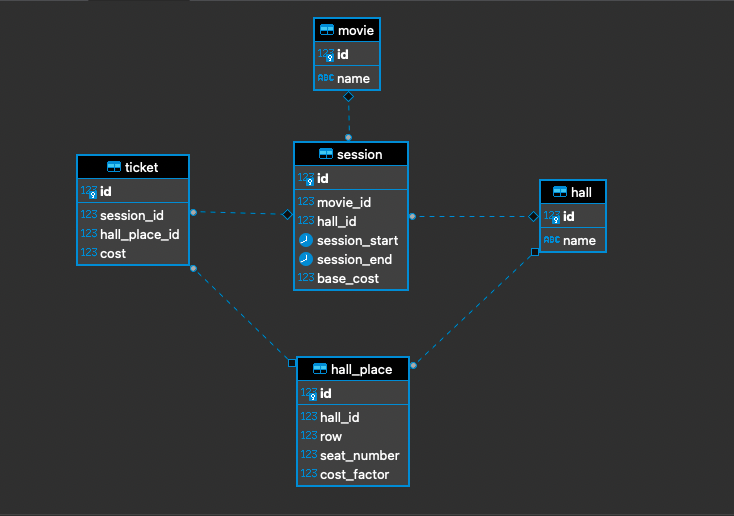 movie
123 id
ABC name
ticket
123 id
123 session_id
123 hall_place_id
123 cost
session
123 id
123 movie_id
123 hall_id
session_start
session_end
123 base_cost
hall
123 id
ABC name
hall_place
123 id
123 hall_id
123 row
123 seat_number
123 cost_factor